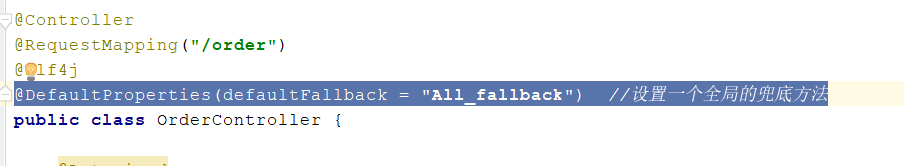 @Controller
@RequestMapping("/order")
@lf4j
@DefaultProperties(defaultFallback = "All_fallback")   //设置一个全局的兜底方法
public class OrderController {